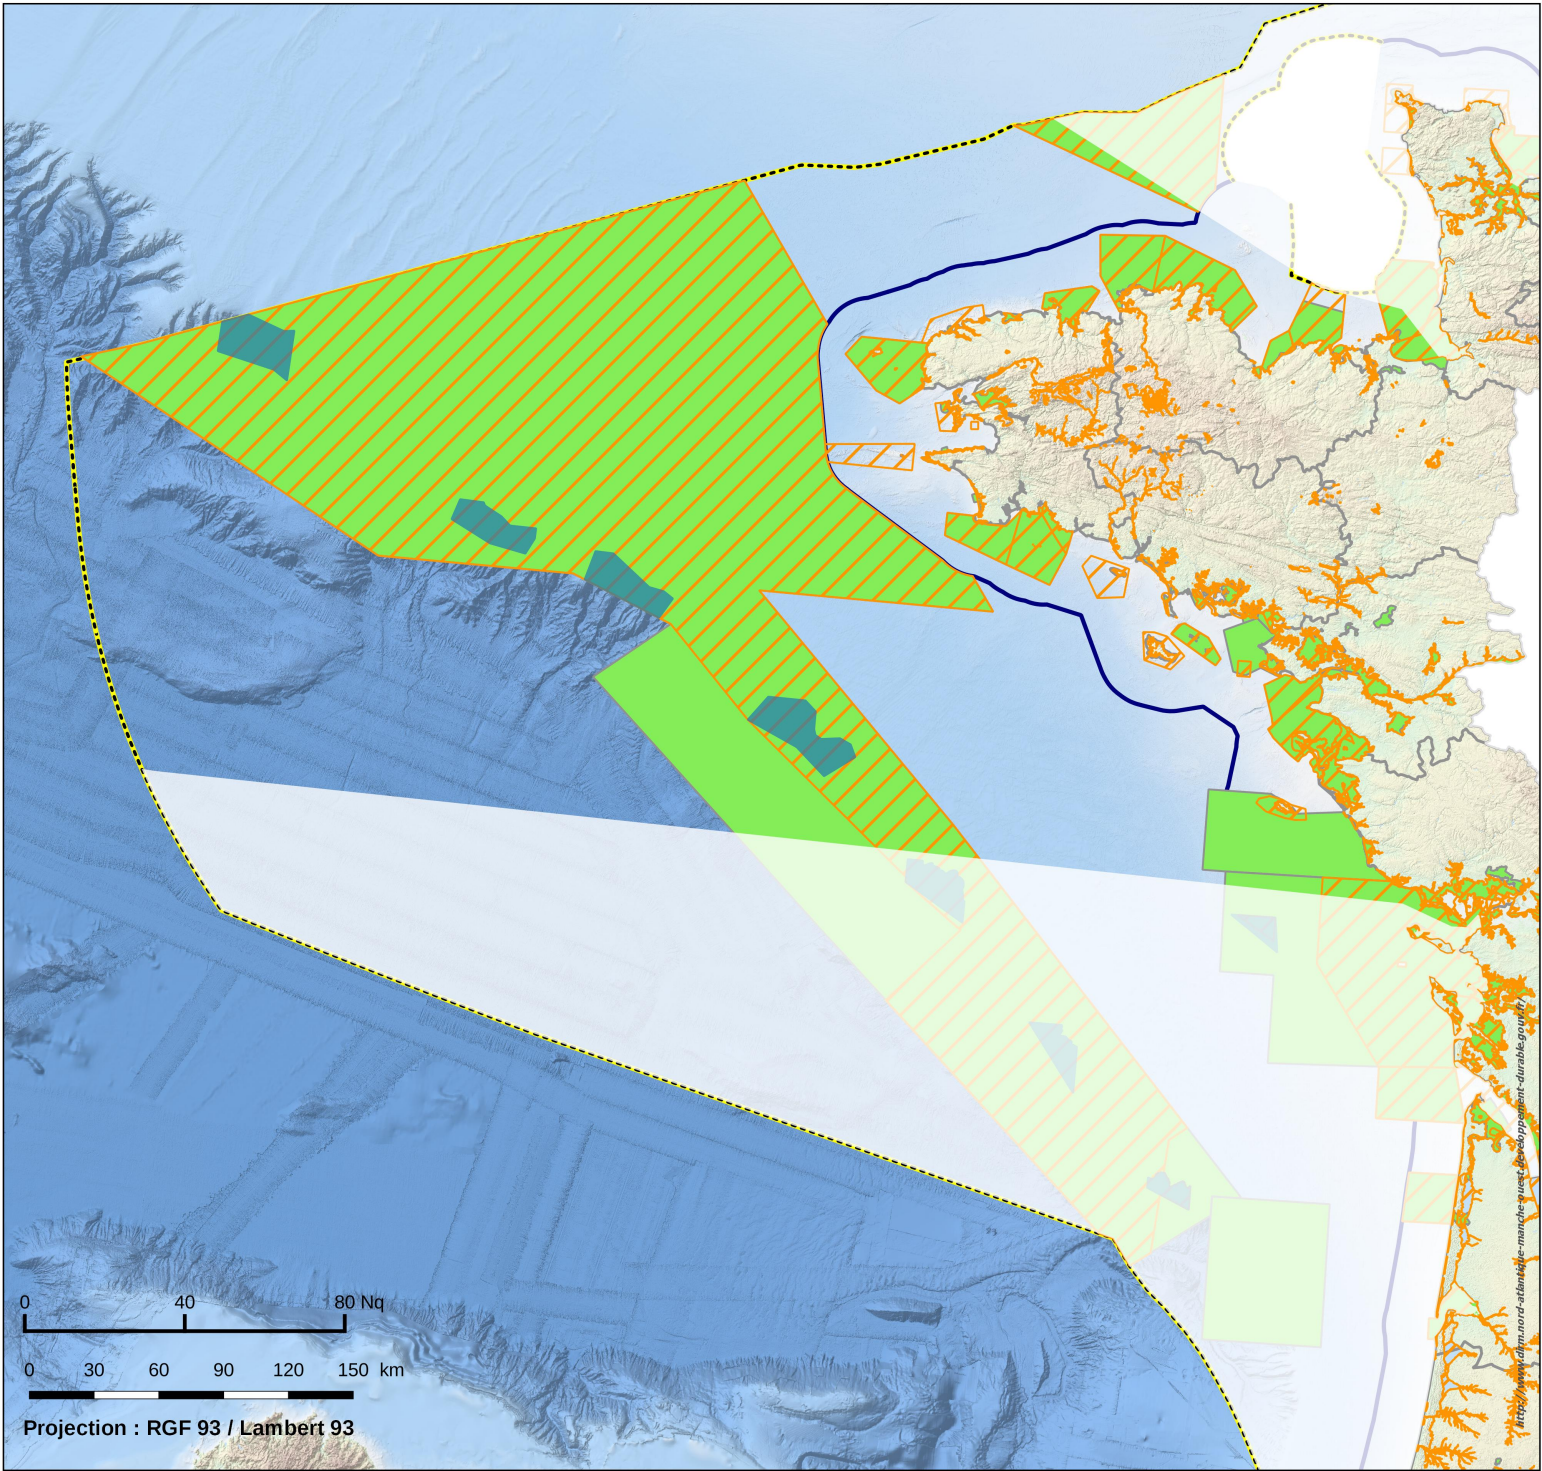 0 40 80 Nq
0 30 60 90 120 150 km
Projection : RGF 93 / Lambert 93
http://www.dirm.nord-atlantique-manche-ouest.developpement-durable.gouv.fr/